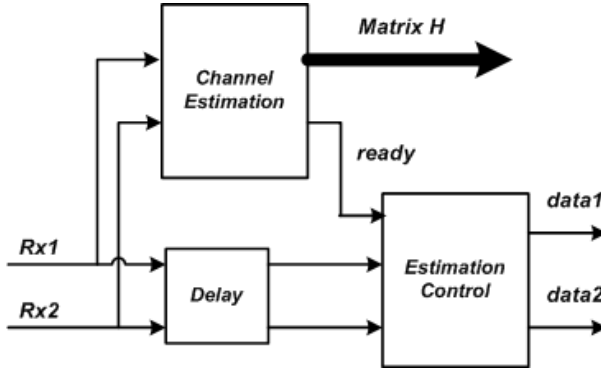 Matrix H
Channel
Estimation
ready
data1
Rx1
Estimation
Control
Delay
Rx2
data2